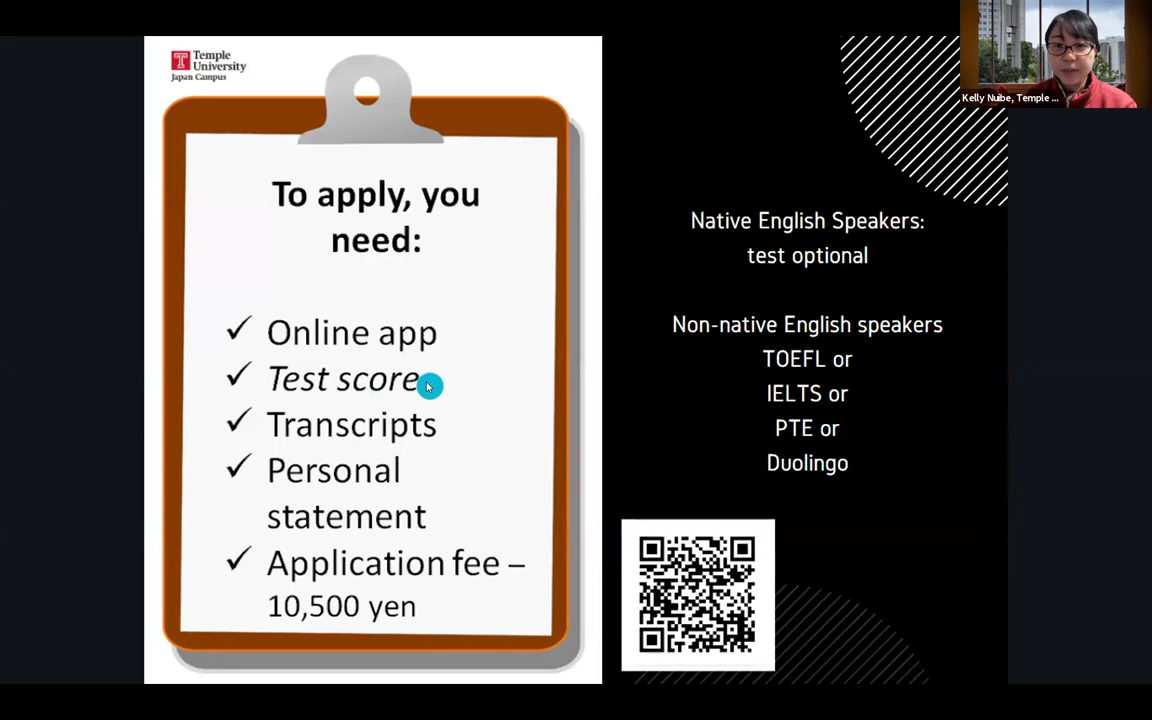 Temple
University
Japan Campus
To apply, you
need:
✓ Online app
✓ Test score
✓ Transcripts
✓ Personal
statement
✓ Application fee –
10,500 yen
Native English Speakers:
test optional
Non-native English speakers
TOEFL or
IELTS or
PTE or
Duolingo
Kelly Nuibe, Temple ...